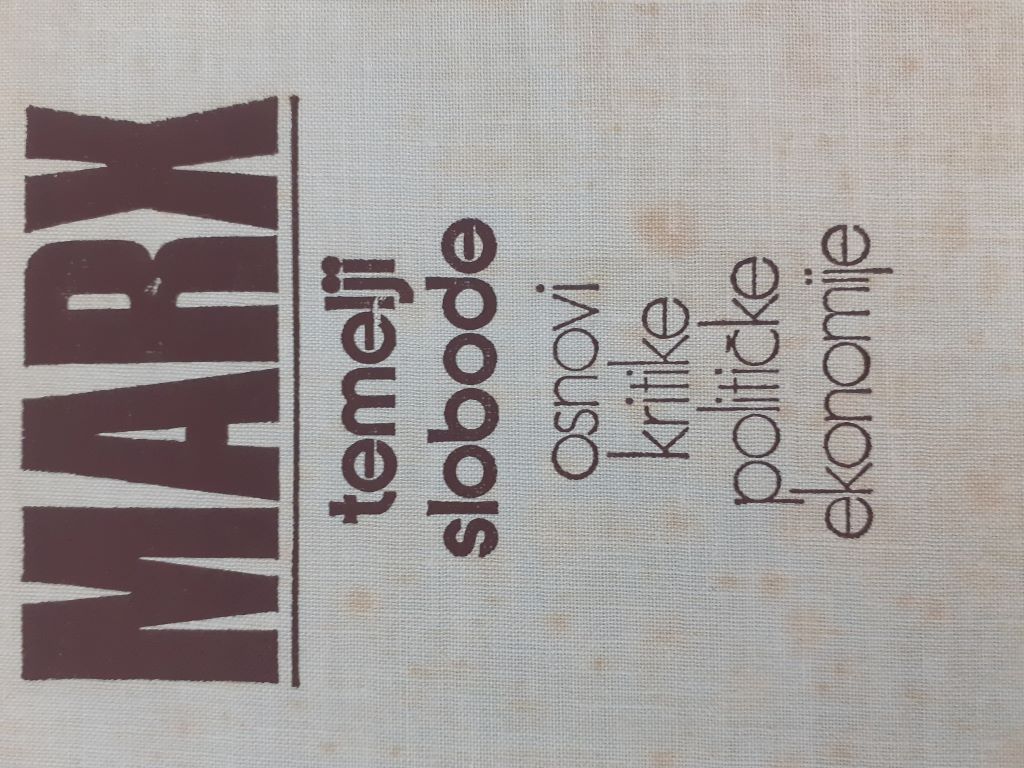 MARX
temelji
slobode
osnovi
kritike
političke
ekonomije